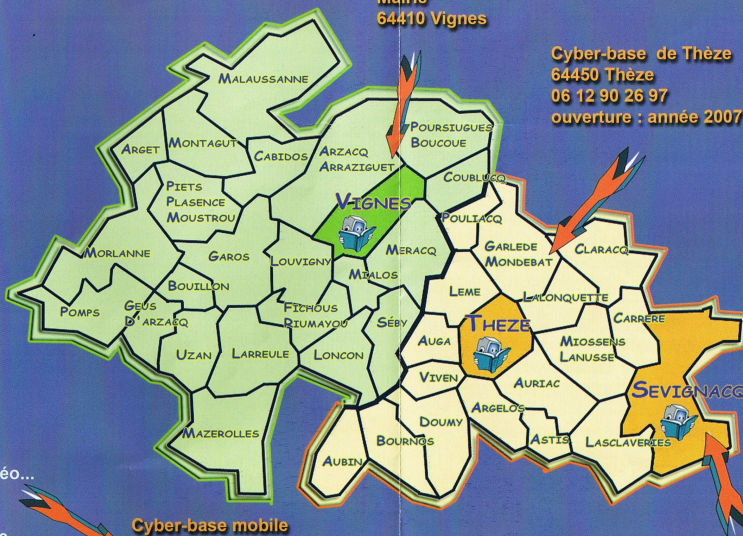 Mairie
64410 Vignes
Cyber-base de Thèze
64450 Thèze
06 12 90 26 97
ouverture : année 2007
MALAUSSANNE
ARGET
MONTAGUT
CABIDOS
ARZACQ
ARRAZIGUET
POURSIUGUES
BOUCOUE
COUBLUCQ
PIETS
PLASENCE
MOUSTROU
VIGNES
POULIACQ
MORLANNE
GAROS
LOUVIGNY
MERACQ
MIALOS
GARLEDE
MONDEBAT
CLARACQ
BOUILLON
LEME
LALONQUETTE
POMPS
GEUS
D'ARZACQ
FICHOUS
RIUMAYOU
SÉBY
THEZE
CARRERE
UZAN
LARREULE
LONCON
AUGA
MIOSSENS
LANUSSE
VIVEN
AURIAC
SEVIGNACQ
MAZEROLLES
ARGELOS
DOUMY
BOURNOS
ASTIS
LASCLAVERIES
AUBIN
éo...
Cyber-base mobile